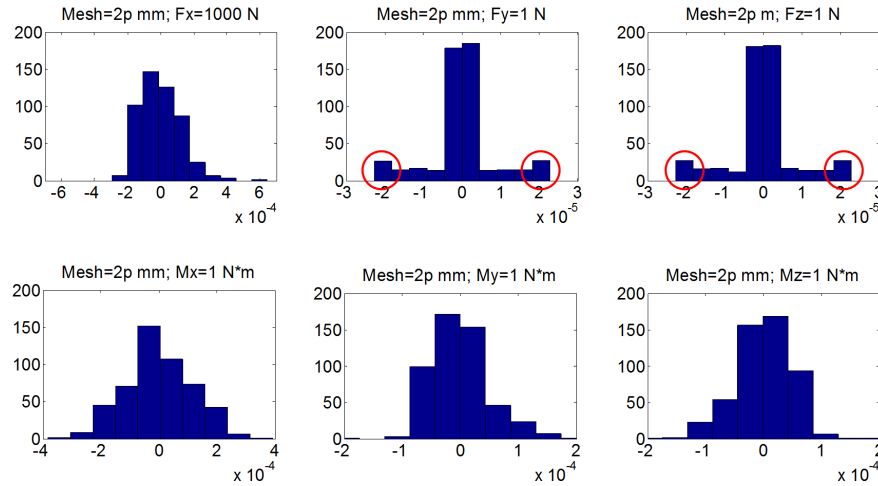 Mesh=2p mm; Fx=1000 N
Mesh=2p mm; Fy=1 N
Mesh=2p m; Fz=1 N
200
150
100
50
0
-6 -4 -2 0 2 4 6
x 10^-4
200
150
100
50
0
-3 -2 -1 0 1 2 3
x 10^-5
200
150
100
50
0
-3 -2 -1 0 1 2 3
x 10^-5
Mesh=2p mm; Mx=1 N*m
Mesh=2p mm; My=1 N*m
Mesh=2p mm; Mz=1 N*m
200
150
100
50
0
-4 -2 0 2 4
x 10^-4
200
150
100
50
0
-2 -1 0 1 2
x 10^-4
200
150
100
50
0
-2 -1 0 1 2
x 10^-4